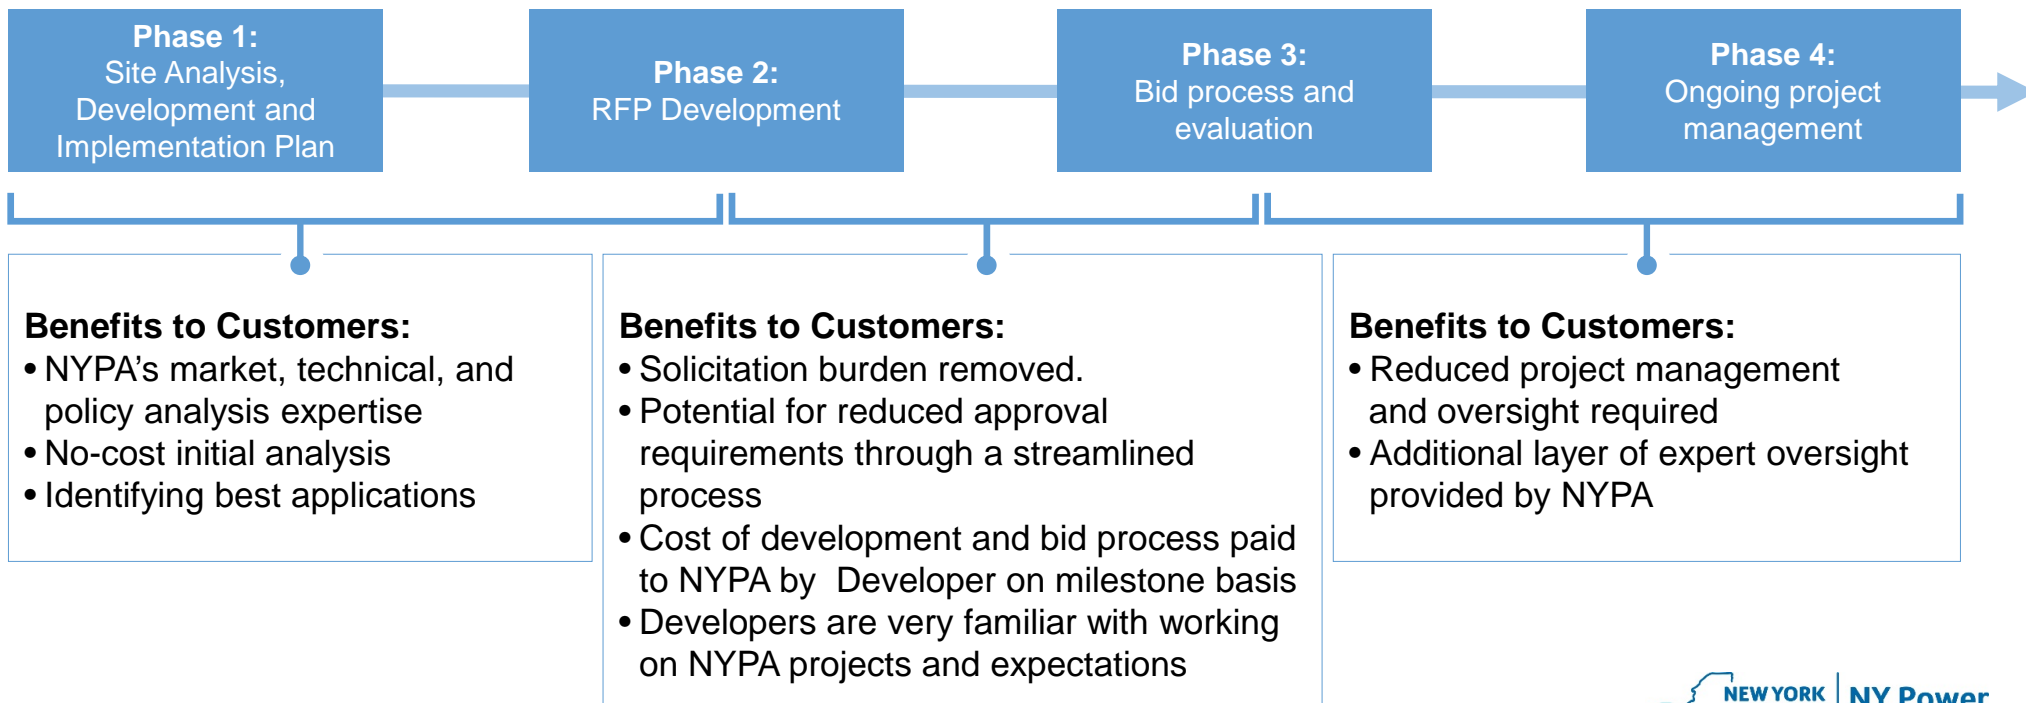 Phase 1:
Site Analysis,
Development and
Implementation Plan
Phase 2:
RFP Development
Phase 3:
Bid process and
evaluation
Phase 4:
Ongoing project
management
Benefits to Customers:
• NYPA’s market, technical, and
policy analysis expertise
• No-cost initial analysis
• Identifying best applications
Benefits to Customers:
• Solicitation burden removed.
• Potential for reduced approval
requirements through a streamlined
process
• Cost of development and bid process paid
to NYPA by  Developer on milestone basis
• Developers are very familiar with working
on NYPA projects and expectations
Benefits to Customers:
• Reduced project management
and oversight required
• Additional layer of expert oversight
provided by NYPA
NEW YORK
NY Power